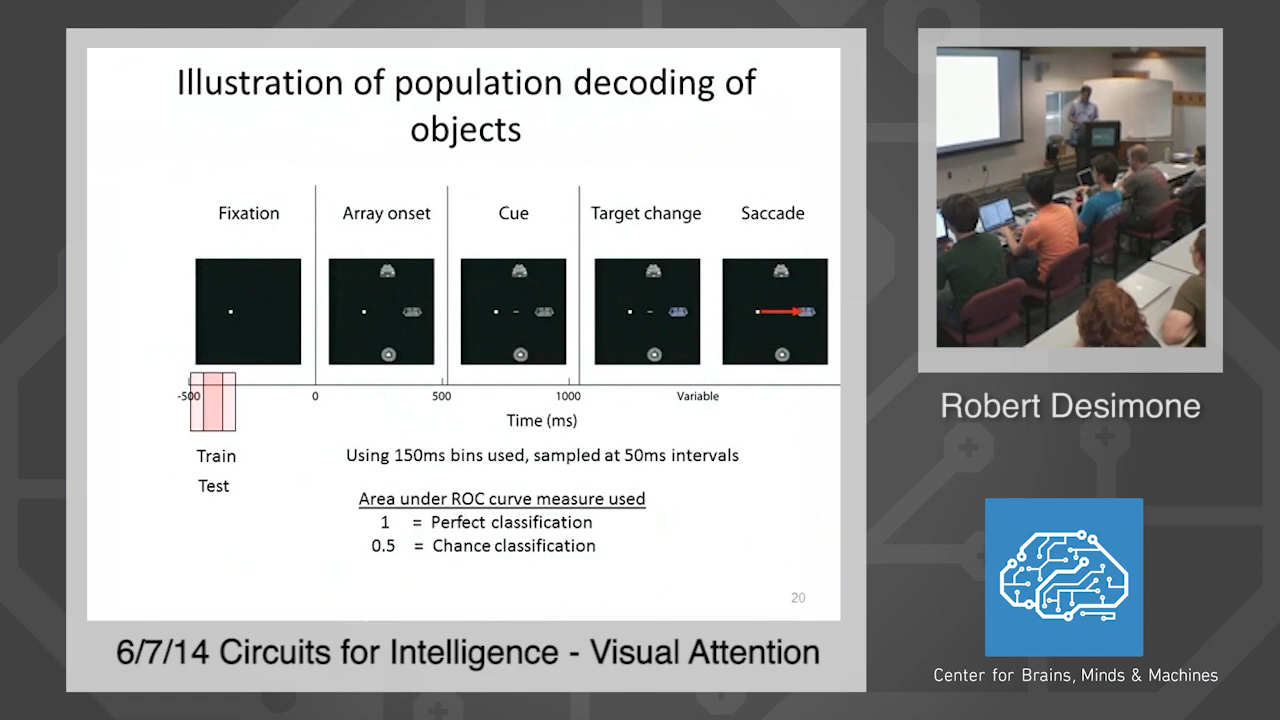 Illustration of population decoding of
objects
Fixation
Array onset
Cue
Target change
Saccade
-500
0
500
1000
Variable
Time (ms)
Train
Test
Using 150ms bins used, sampled at 50ms intervals
Area under ROC curve measure used
1 = Perfect classification
0.5 = Chance classification
20
6/7/14 Circuits for Intelligence - Visual Attention
Robert Desimone
Center for Brains, Minds & Machines